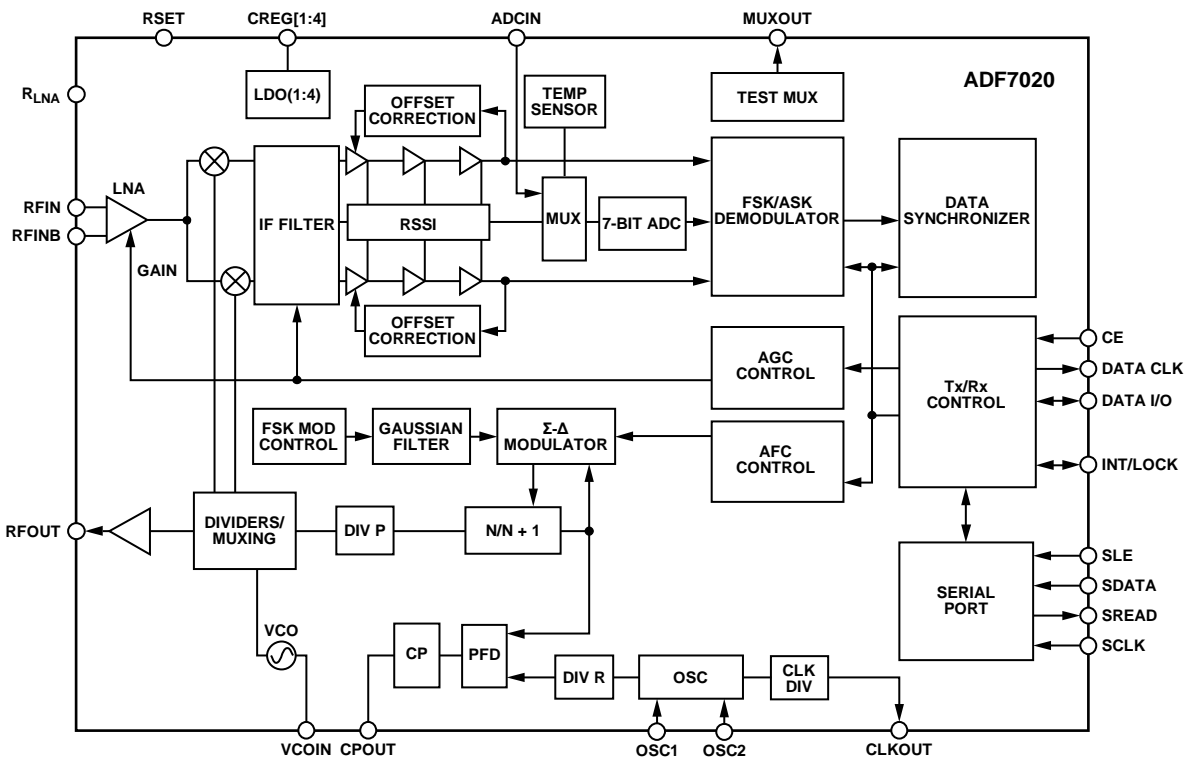 RSET
CREG[1:4]
ADCIN
MUXOUT
ADF7020
RLNA
LDO(1:4)
OFFSET
CORRECTION
TEMP
SENSOR
TEST MUX
LNA
RFIN
RFINB
GAIN
IF FILTER
RSSI
MUX
7-BIT ADC
FSK/ASK
DEMODULATOR
DATA
SYNCHRONIZER
OFFSET
CORRECTION
AGC
CONTROL
Tx/Rx
CONTROL
CE
DATA CLK
DATA I/O
INT/LOCK
FSK MOD
CONTROL
GAUSSIAN
FILTER
Σ-Δ
MODULATOR
AFC
CONTROL
RFOUT
DIVIDERS/
MUXING
DIV P
N/N + 1
SERIAL
PORT
SLE
SDATA
SREAD
SCLK
VCO
CP
PFD
DIV R
OSC
CLK
DIV
VCOIN
CPOUT
OSC1
OSC2
CLKOUT